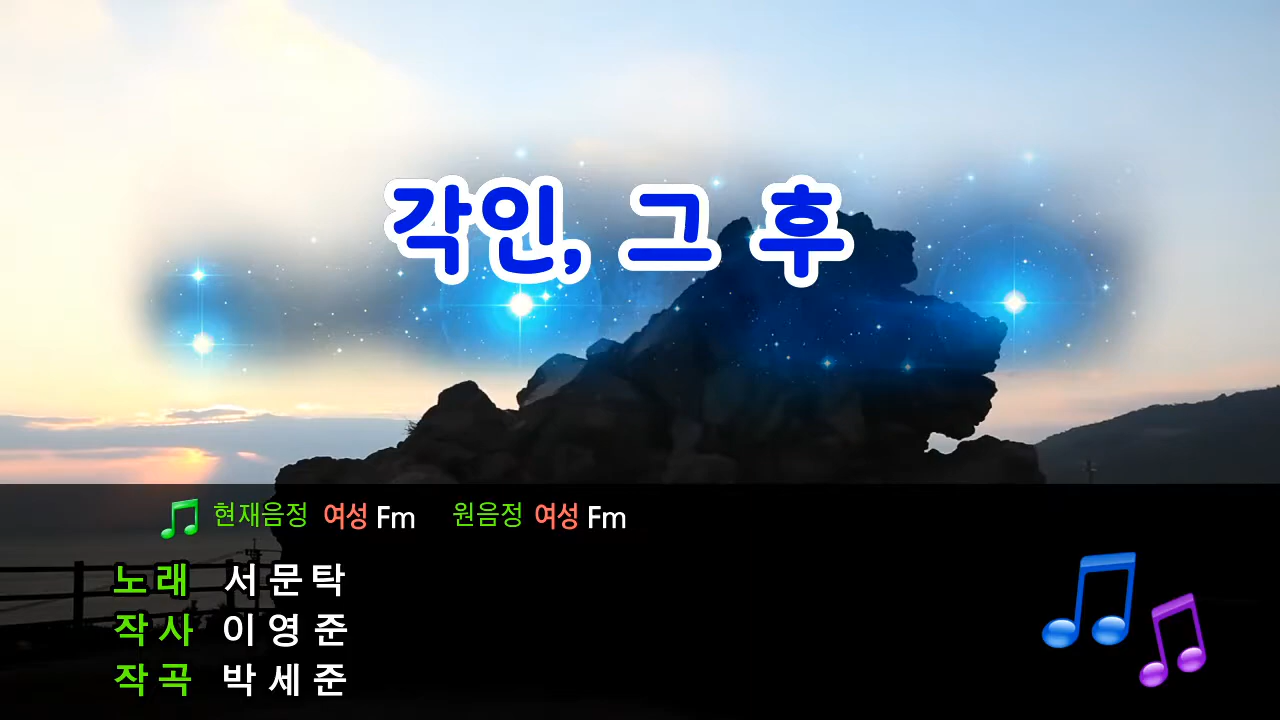 각인, 그 후
현재음정 여성 Fm 원음정 여성 Fm
노래 서문탁
작사 이영준
작곡 박세준